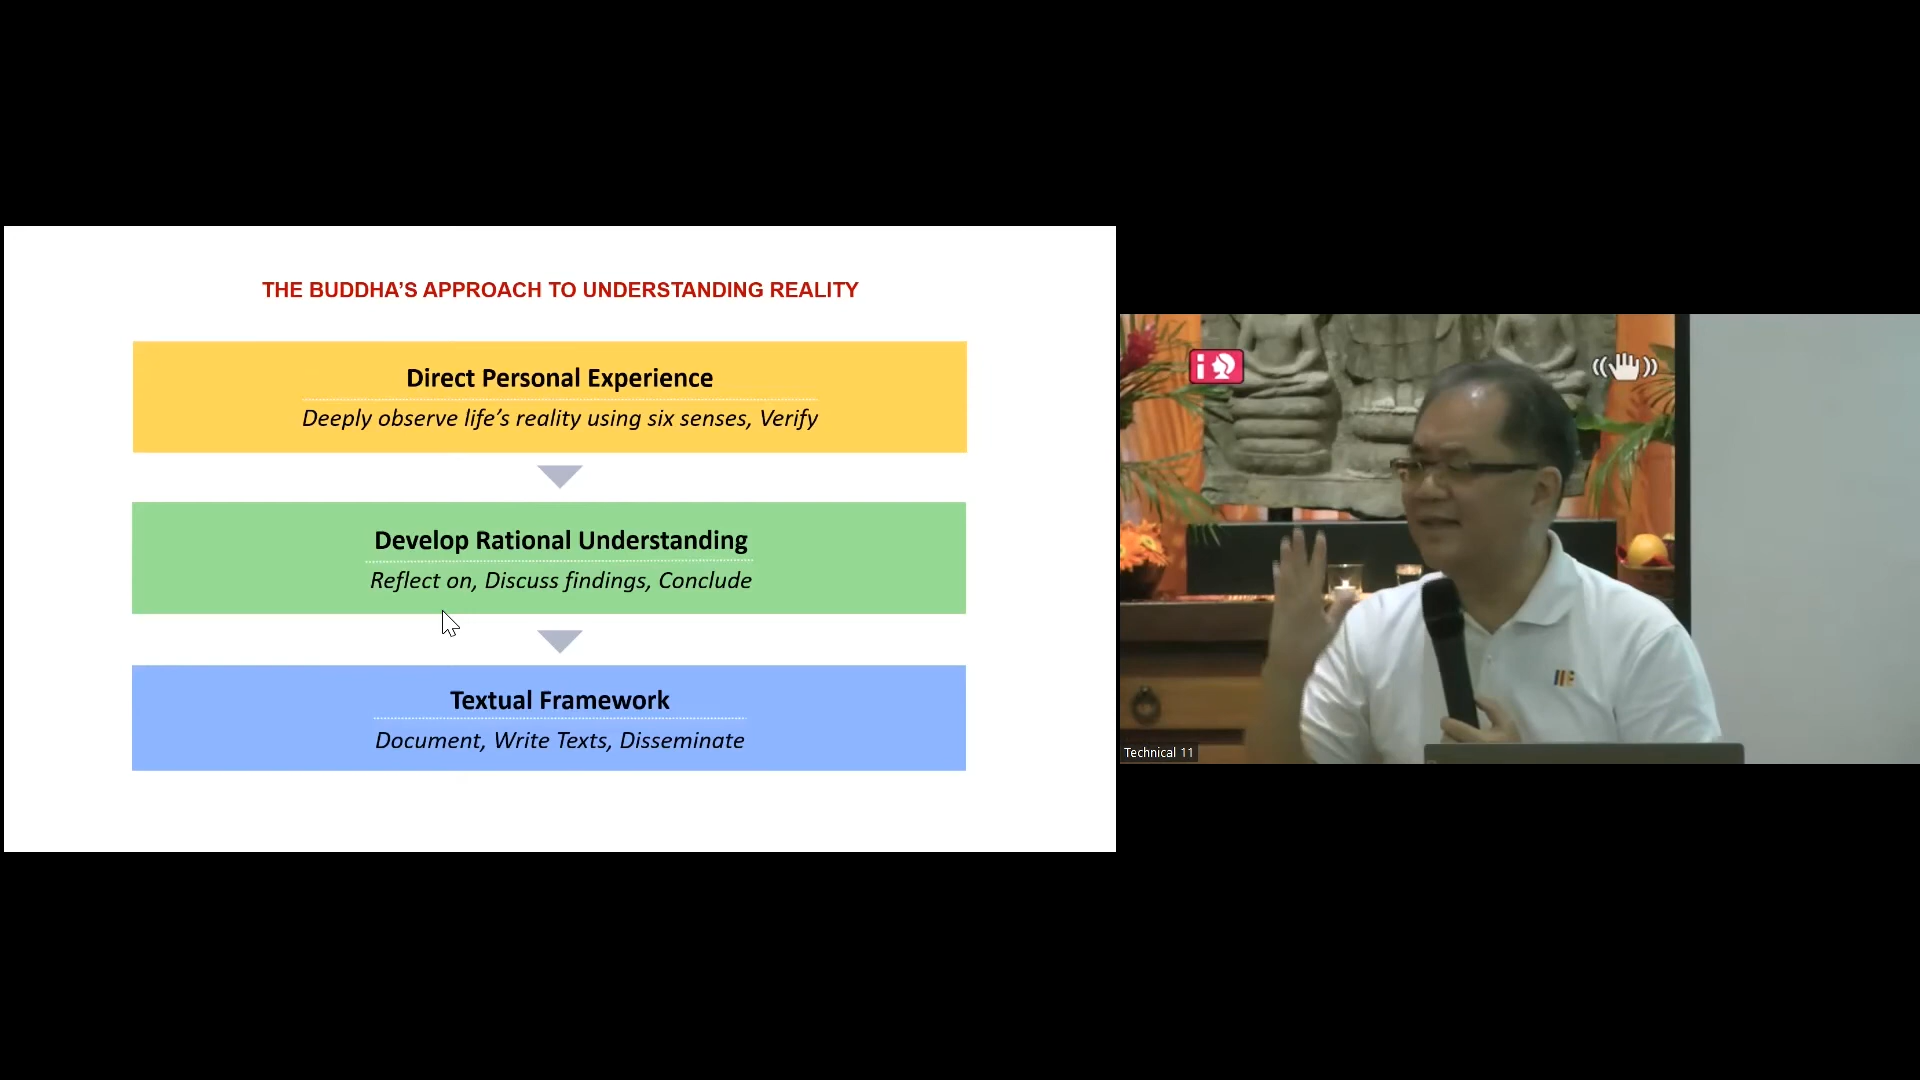 THE BUDDHA’S APPROACH TO UNDERSTANDING REALITY
Direct Personal Experience
Deeply observe life’s reality using six senses, Verify
Develop Rational Understanding
Reflect on, Discuss findings, Conclude
Textual Framework
Document, Write Texts, Disseminate
Technical 11